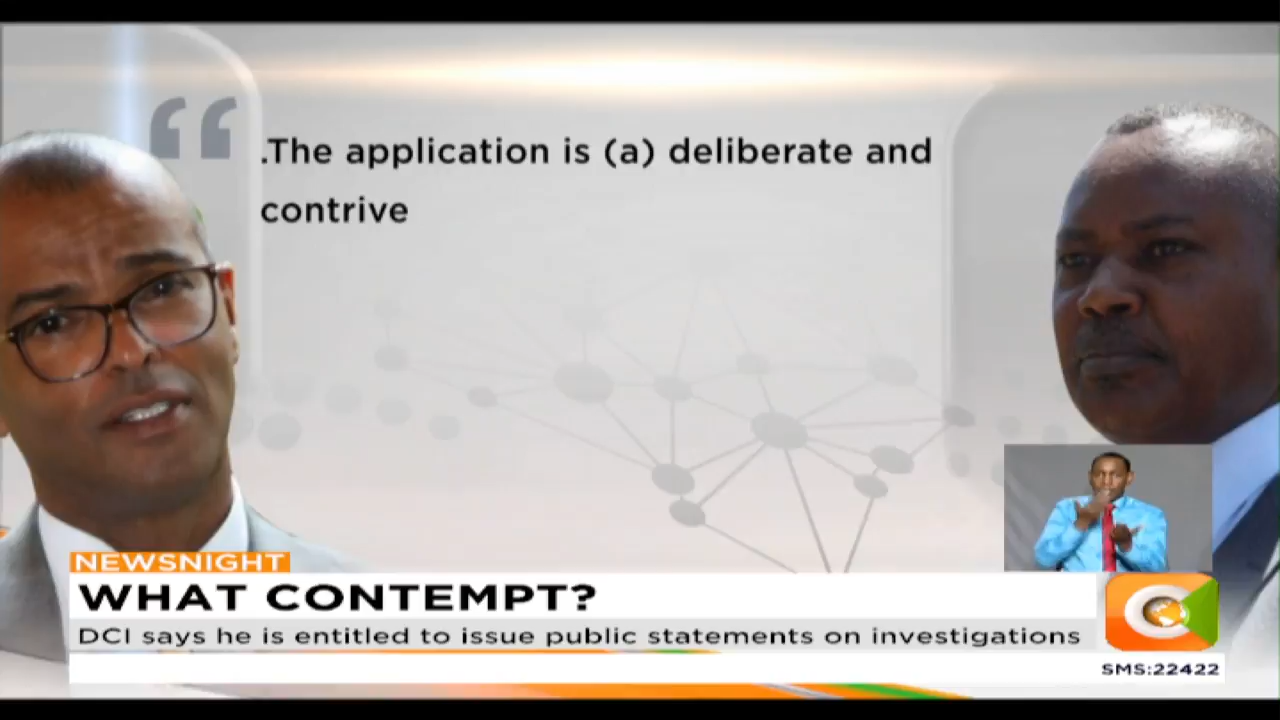 “
.The application is (a) deliberate and
contrive
NEWSNIGHT
WHAT CONTEMPT?
DCI says he is entitled to issue public statements on investigations
SMS:22422